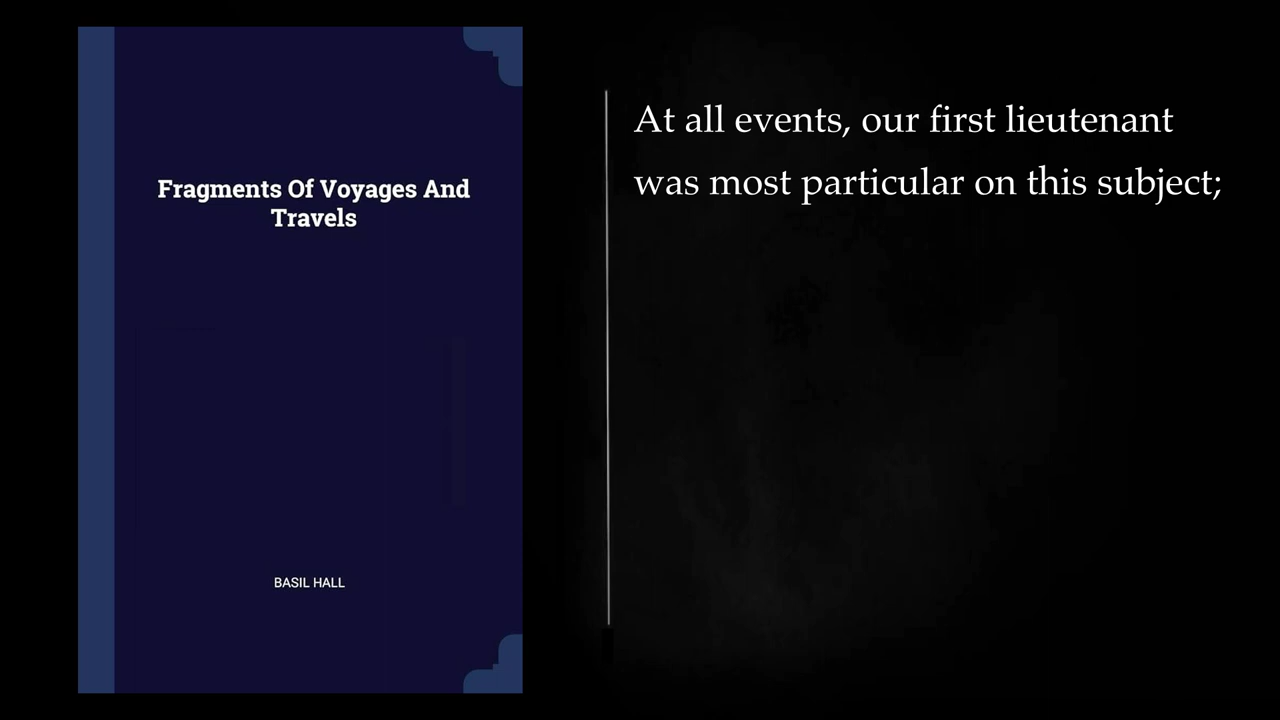 Fragments Of Voyages And
Travels
BASIL HALL
At all events, our first lieutenant
was most particular on this subject;